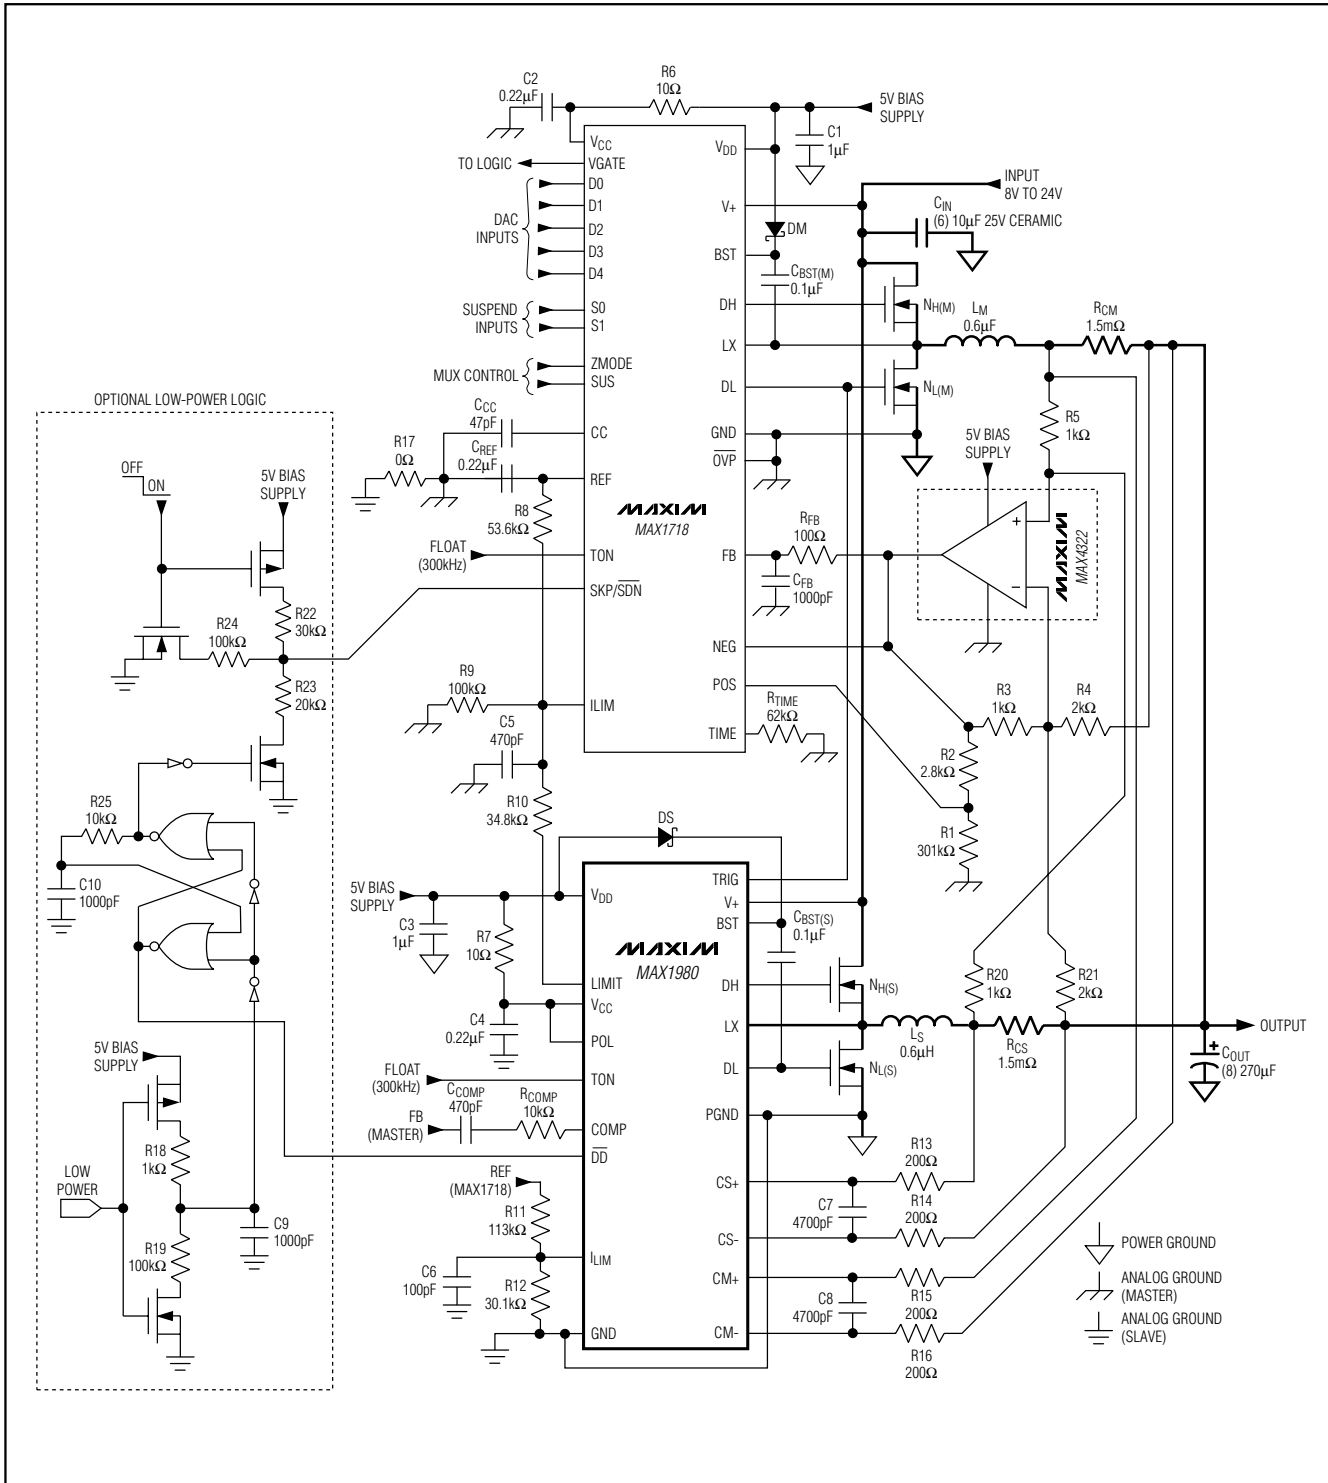 C2
0.22µF
R6
10Ω
5V BIAS
SUPPLY
C1
1µF
VCC
VDD
TO LOGIC
VGATE
INPUT
8V TO 24V
D0
D1
D2
D3
D4
DAC
INPUTS
V+
CIN
(6) 10µF 25V CERAMIC
DM
BST
CBST(M)
0.1µF
SUSPEND
INPUTS
S0
S1
DH
NH(M)
LM
0.6µF
RCM
1.5mΩ
LX
MUX CONTROL
ZMODE
SUS
DL
NL(M)
OPTIONAL LOW-POWER LOGIC
CCC
47pF
CC
GND
OVP
R5
1kΩ
5V BIAS
SUPPLY
R17
0Ω
CREF
0.22µF
REF
OFF
ON
5V BIAS
SUPPLY
R8
53.6kΩ
MAXIM
MAX1718
RFB
100Ω
FB
CFB
1000pF
+
−
MAXIM
MAX4322
FLOAT
(300kHz)
TON
SKP/SDN
R22
30kΩ
R24
100kΩ
R23
20kΩ
NEG
POS
R9
100kΩ
ILIM
RTIME
62kΩ
TIME
R3
1kΩ
R4
2kΩ
C5
470pF
R2
2.8kΩ
R10
34.8kΩ
R1
301kΩ
R25
10kΩ
DS
C10
1000pF
5V BIAS
SUPPLY
VDD
TRIG
V+
BST
CBST(S)
0.1µF
C3
1µF
R7
10Ω
MAXIM
MAX1980
LIMIT
VCC
POL
DH
NH(S)
R20
1kΩ
R21
2kΩ
C4
0.22µF
LX
LS
0.6µH
RCS
1.5mΩ
OUTPUT
COUT
+
(8) 270µF
5V BIAS
SUPPLY
FLOAT
(300kHz)
TON
DL
NL(S)
CCOMP
470pF
RCOMP
10kΩ
FB
(MASTER)
COMP
PGND
DD
R18
1kΩ
LOW
POWER
REF
(MAX1718)
R11
113kΩ
CS+
R13
200Ω
R14
200Ω
C7
4700pF
CS-
C9
1000pF
R19
100kΩ
ILIM
C6
100pF
R12
30.1kΩ
CM+
R15
200Ω
C8
4700pF
CM-
R16
200Ω
GND
POWER GROUND
ANALOG GROUND
(MASTER)
ANALOG GROUND
(SLAVE)